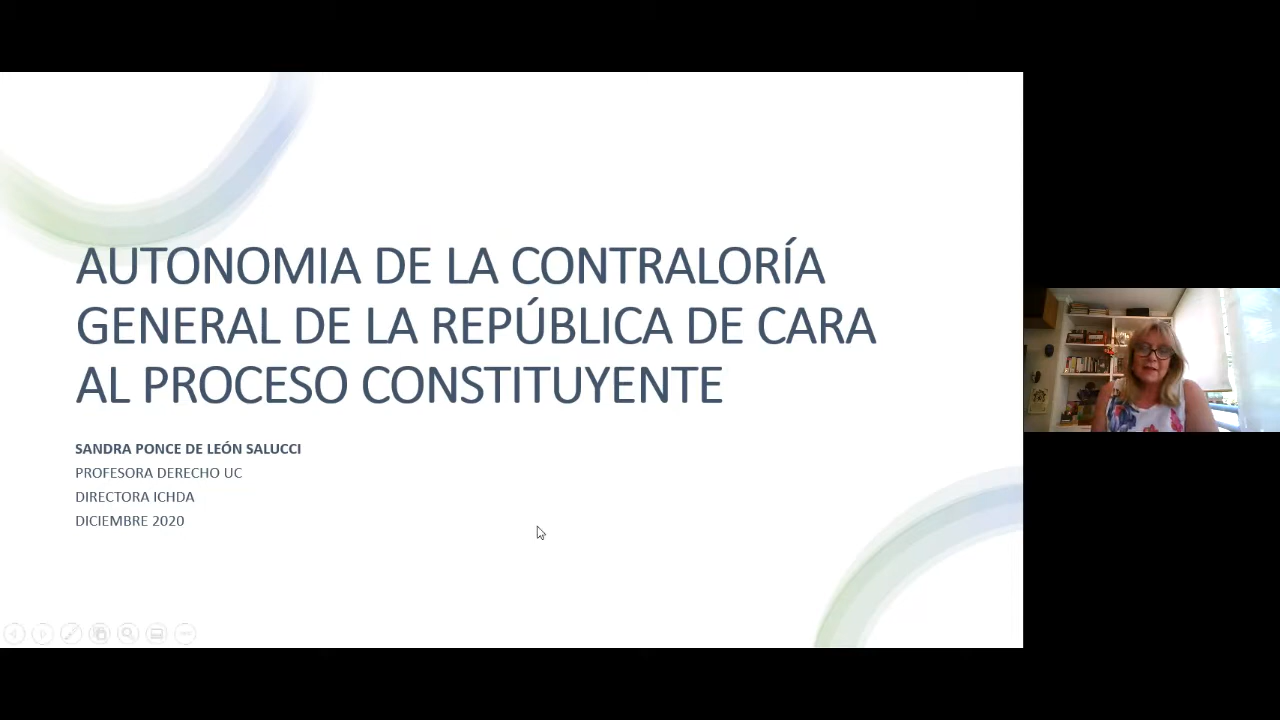 AUTONOMIA DE LA CONTRALORÍA
GENERAL DE LA REPÚBLICA DE CARA
AL PROCESO CONSTITUYENTE
SANDRA PONCE DE LEÓN SALUCCI
PROFESORA DERECHO UC
DIRECTORA ICHDA
DICIEMBRE 2020